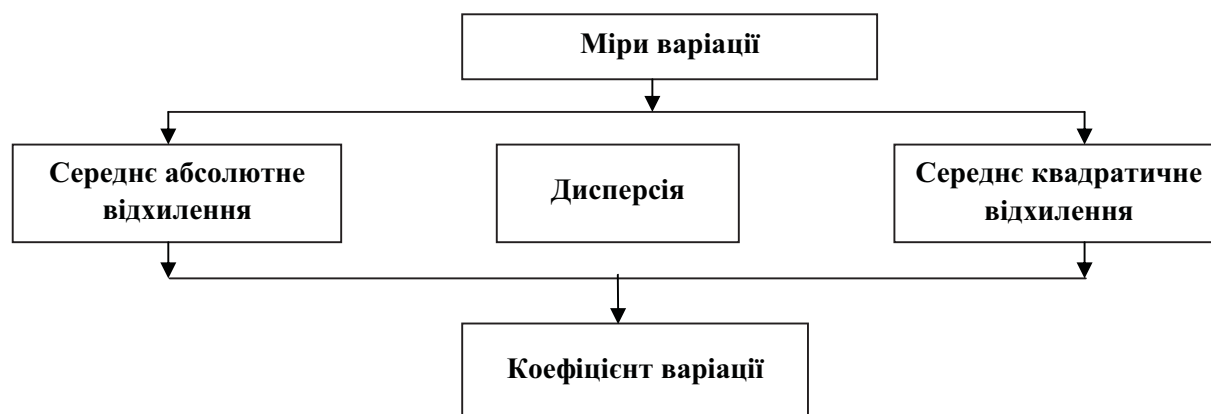 Міри варіації
Середнє абсолютне
відхилення
Дисперсія
Середнє квадратичне
відхилення
Коефіцієнт варіації